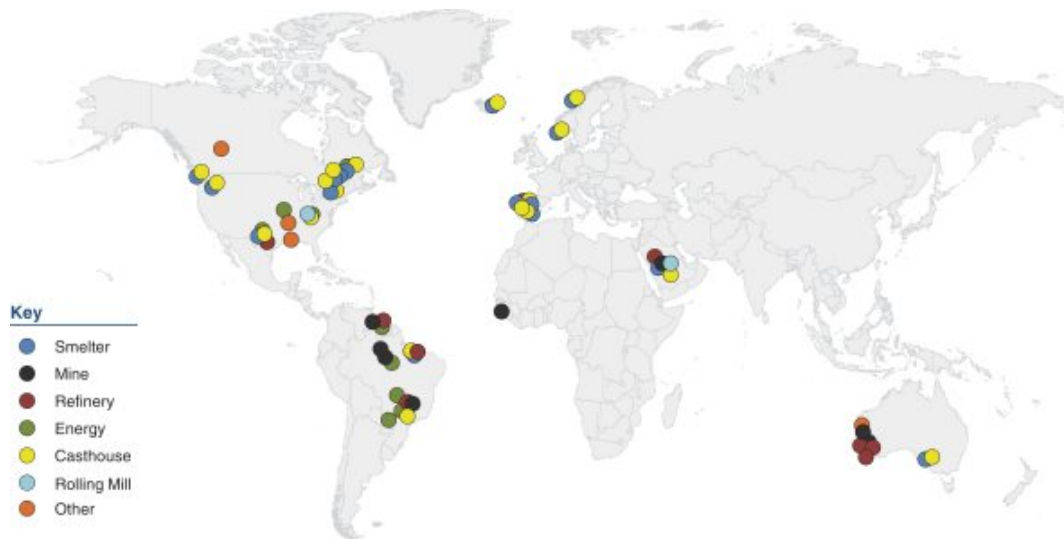 Key
Smelter
Mine
Refinery
Energy
Casthouse
Rolling Mill
Other